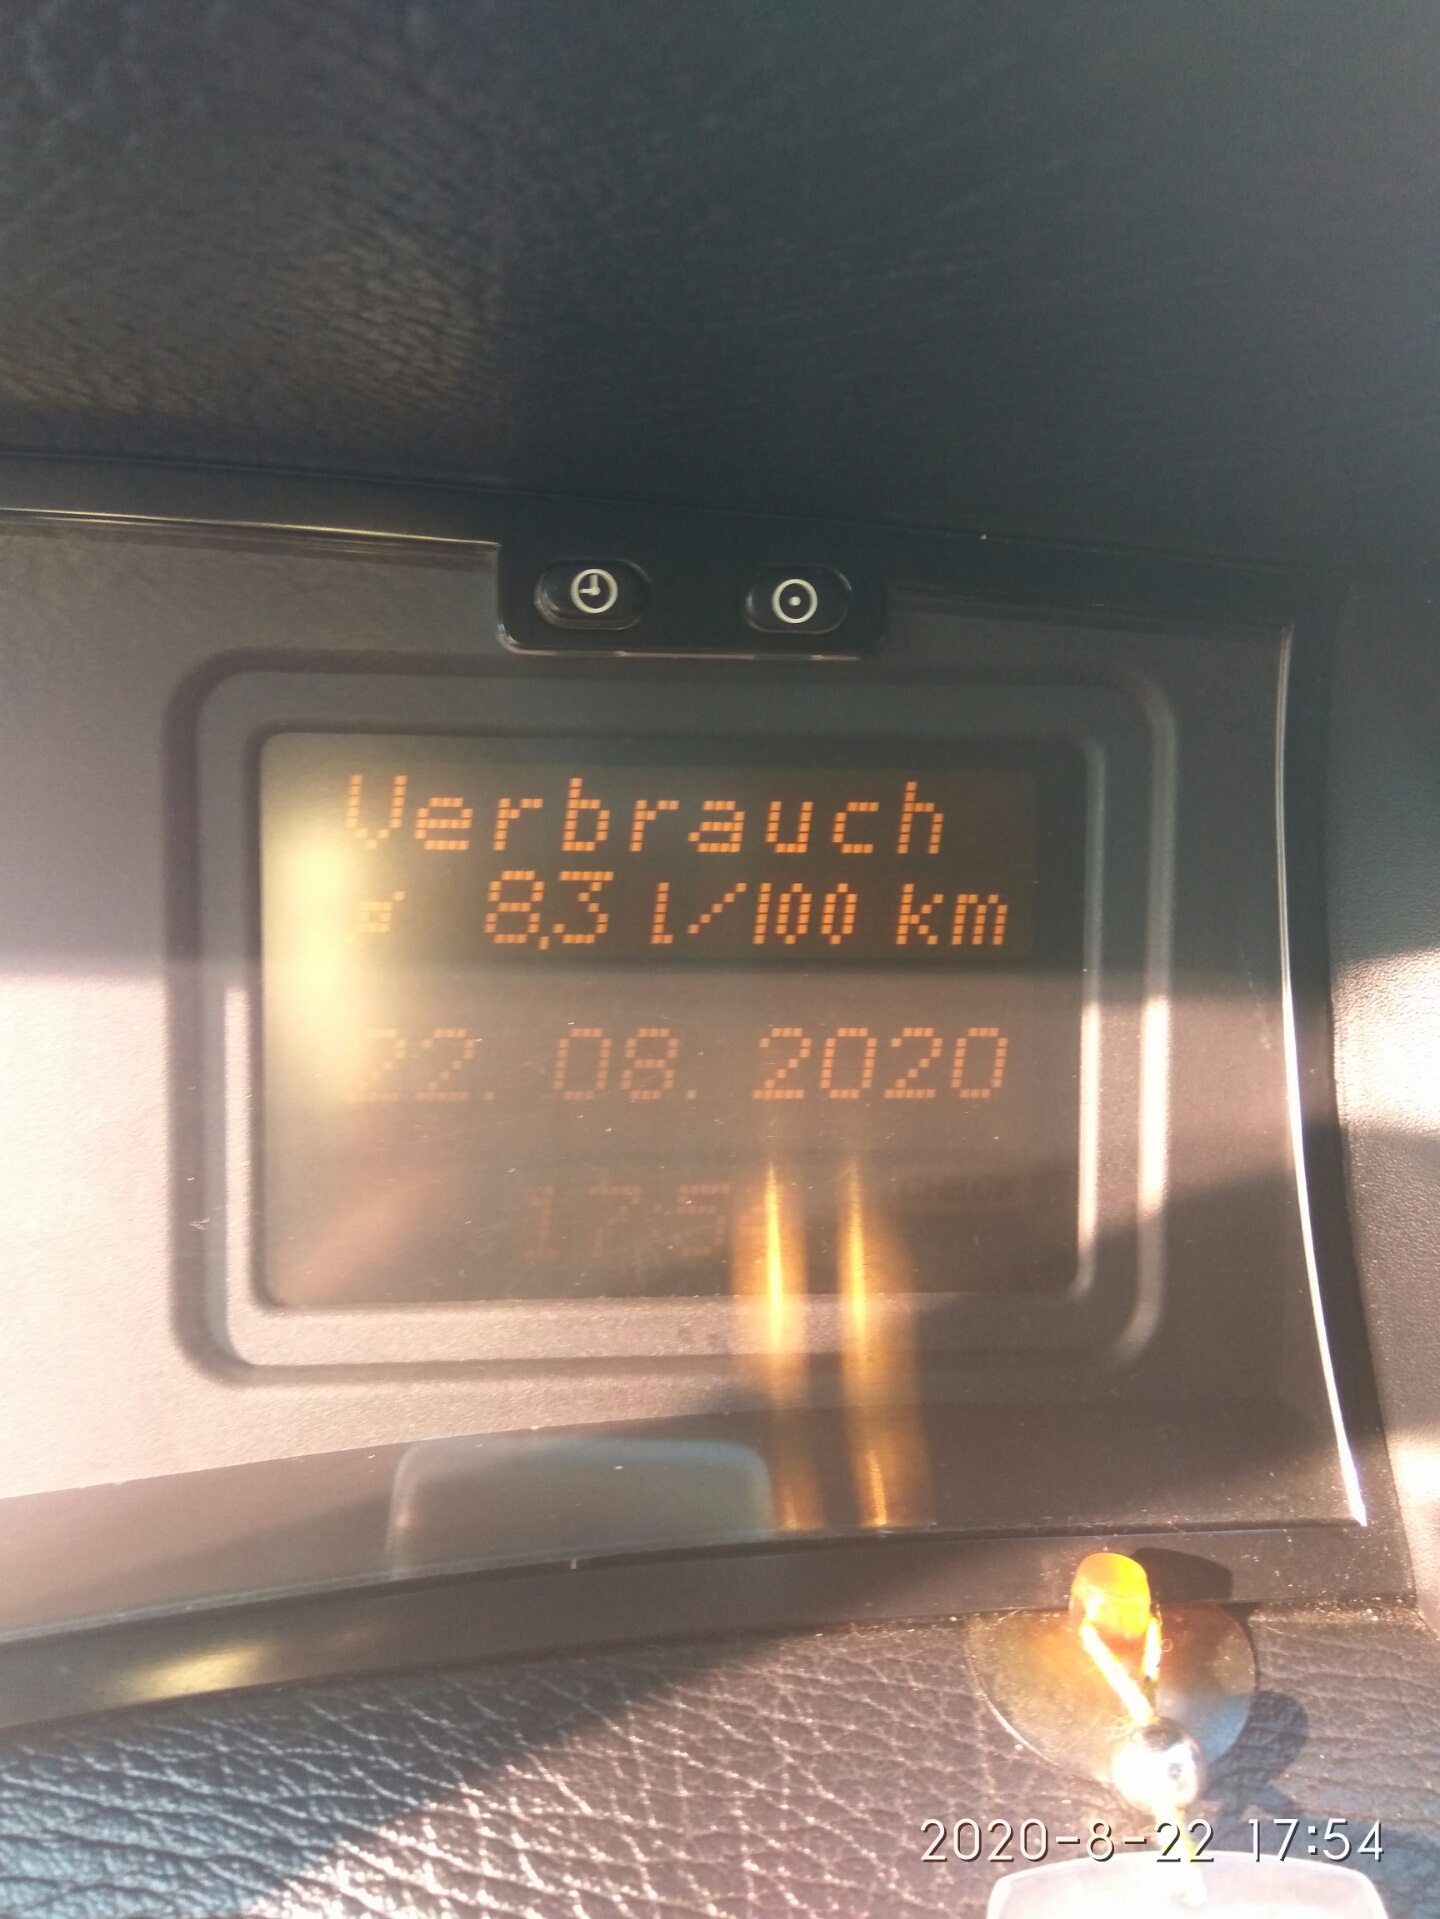 Verbrauch
ø 8,3 l/100 km
22. 08. 2020
2020-8-22 17:54